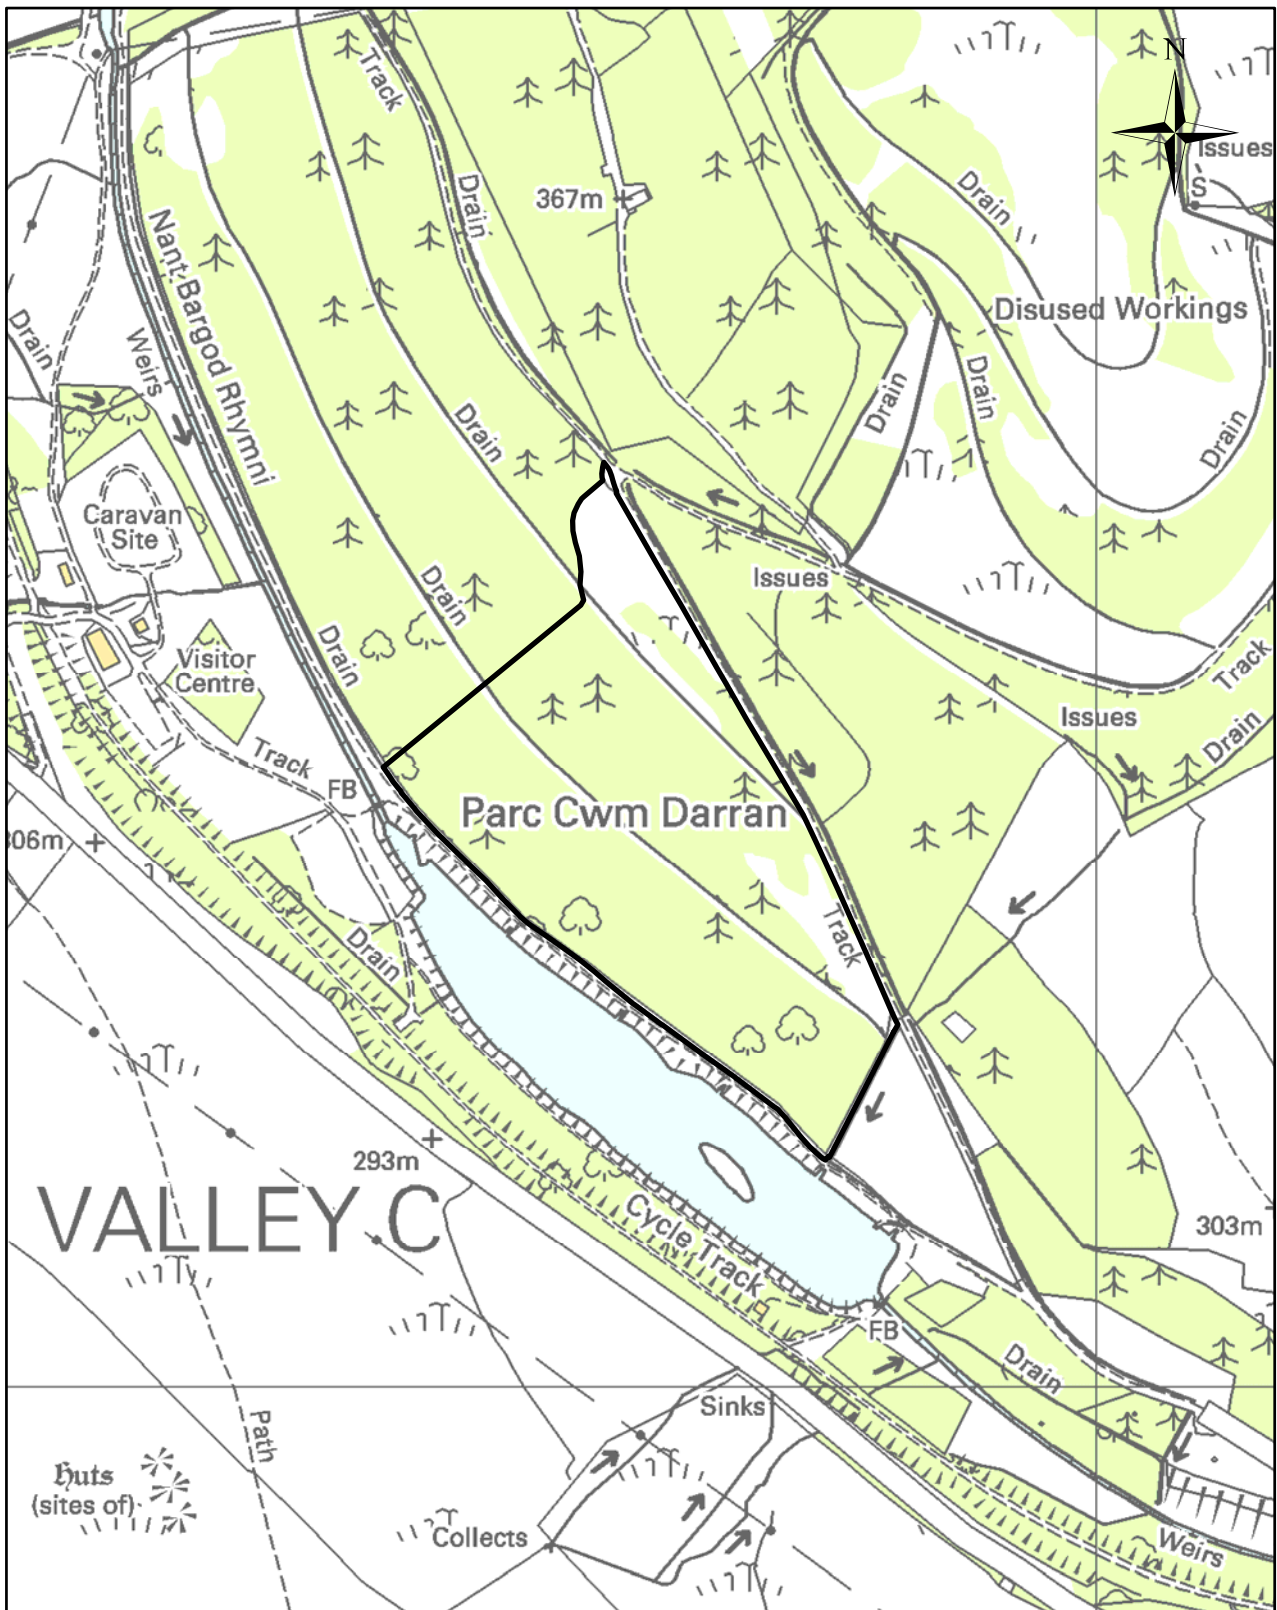 N
Track
Issues
S
Drain
Drain
367m
Nant Bargod Rhymni
Disused Workings
Drain
Weirs
Drain
Drain
Drain
Drain
Caravan
Site
Issues
Drain
Drain
Visitor
Centre
Track
Issues
Drain
Track
FB
Parc Cwm Darran
306m
Track
Drain
293m
VALLEY C
Cycle Track
303m
FB
Drain
Sinks
Path
Huts
(sites of)
Collects
Weirs